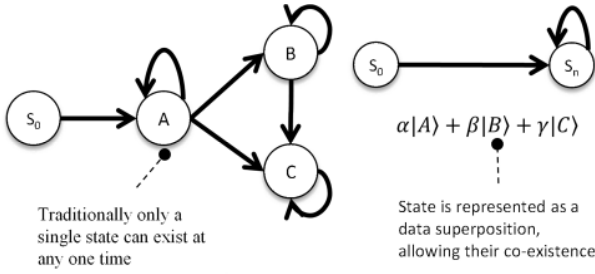 S₀
A
B
C
Traditionally only a
single state can exist at
any one time
S₀
Sₙ
α|A⟩ + β|B⟩ + γ|C⟩
State is represented as a
data superposition,
allowing their co-existence